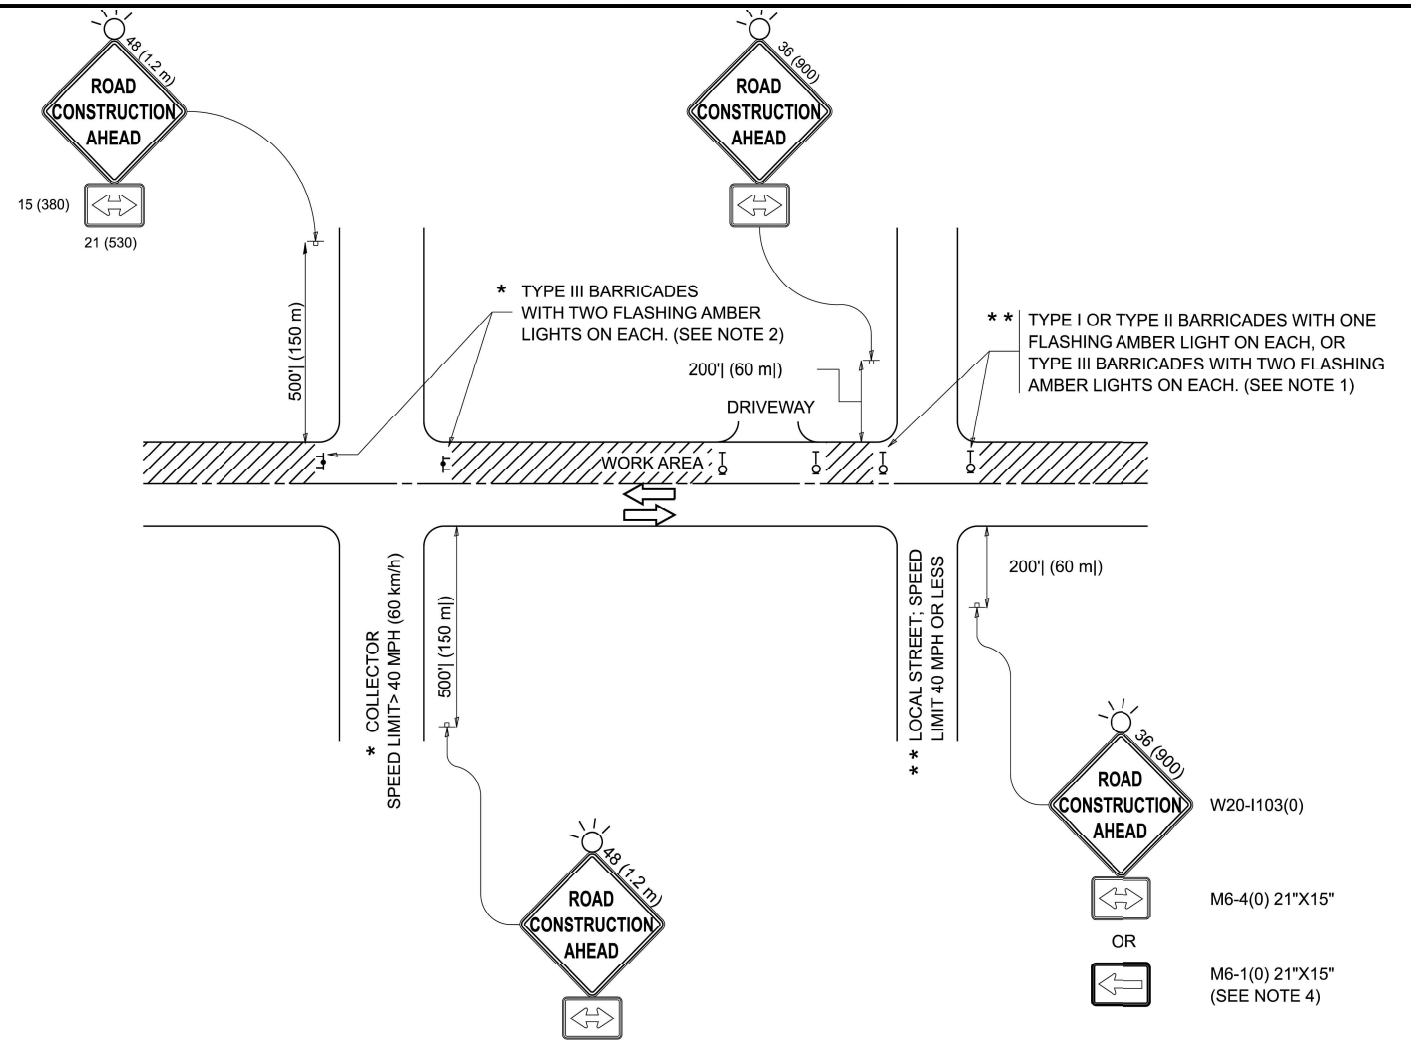 48 (1.2 m)
ROAD
CONSTRUCTION
AHEAD
15 (380)
21 (530)
36 (900)
ROAD
CONSTRUCTION
AHEAD
500'| (150 m)
* TYPE III BARRICADES
WITH TWO FLASHING AMBER
LIGHTS ON EACH. (SEE NOTE 2)
200'| (60 m|)
DRIVEWAY
* * TYPE I OR TYPE II BARRICADES WITH ONE
FLASHING AMBER LIGHT ON EACH, OR
TYPE III BARRICADES WITH TWO FLASHING
AMBER LIGHTS ON EACH. (SEE NOTE 1)
WORK AREA
* COLLECTOR
SPEED LIMIT> 40 MPH (60 km/h)
500'| (150 m|)
* * LOCAL STREET; SPEED
LIMIT 40 MPH OR LESS
200'| (60 m|)
48 (1.2 m)
ROAD
CONSTRUCTION
AHEAD
36 (900)
ROAD
CONSTRUCTION
AHEAD
W20-I103(0)
M6-4(0) 21"X15"
OR
M6-1(0) 21"X15"
(SEE NOTE 4)